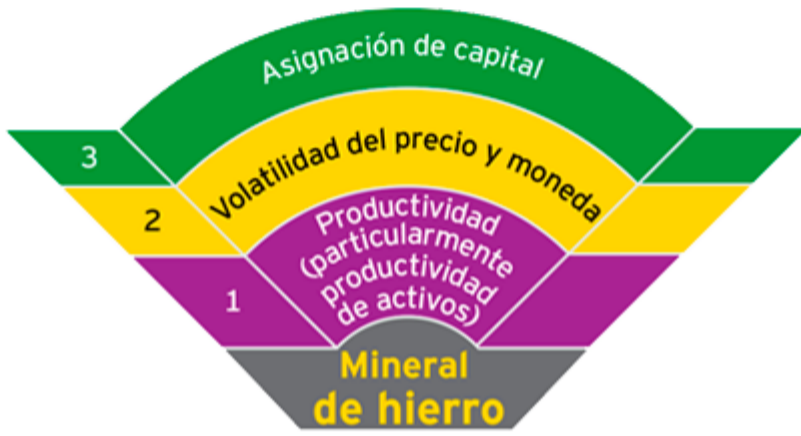 Asignación de capital
3
Volatilidad del precio y moneda
2
Productividad
(particularmente
productividad
de activos)
1
Mineral
de hierro